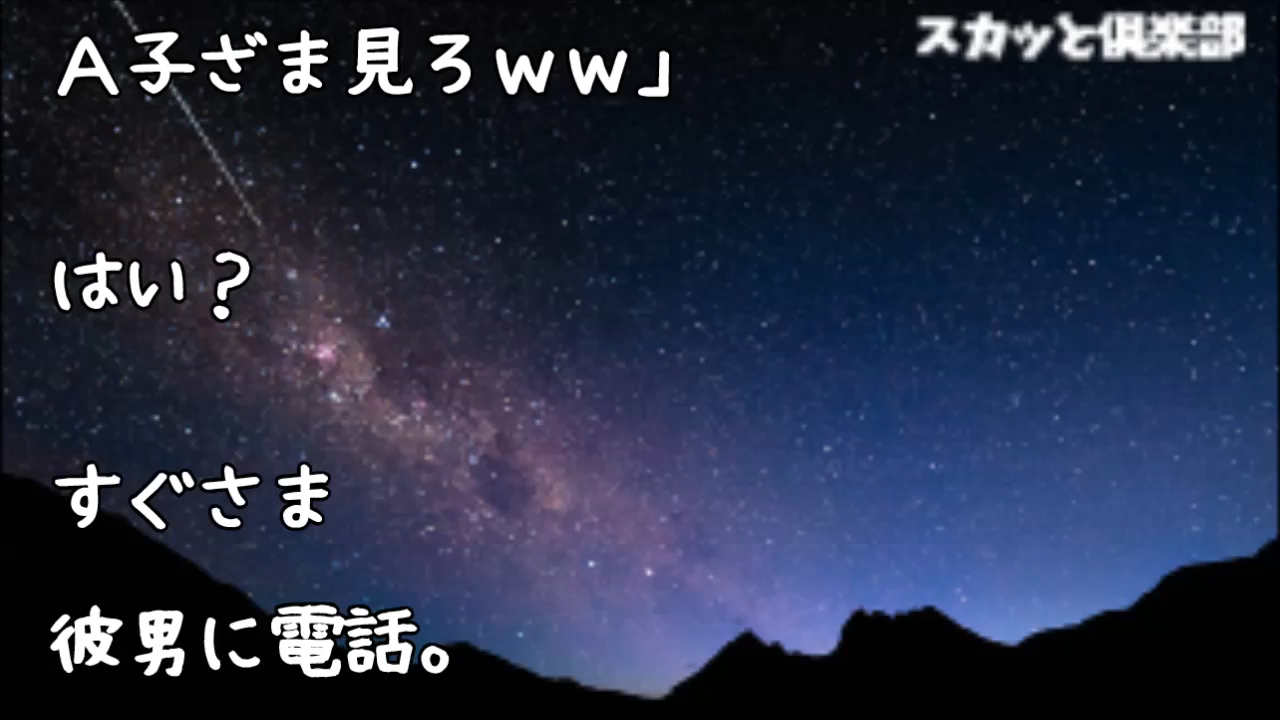 スカッと倶楽部
Ａ子ざま見ろｗｗ」
はい？
すぐさま
彼男に電話。